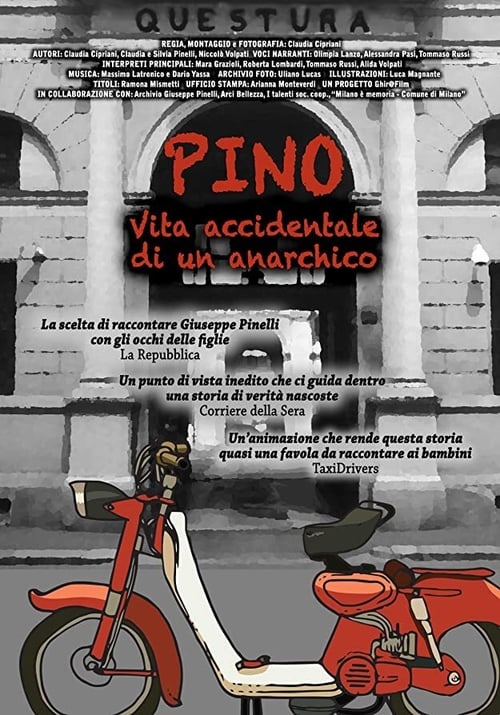 QUESTURA
REGIA, MONTAGGIO e FOTOGRAFIA: Claudia Cipriani
AUTORI: Claudia Cipriani, Claudia e Silvia Pinelli, Niccolò Volpati VOCI NARRANTI: Olimpia Lanzo, Alessandra Pasi, Tommaso Russi
INTERPRETI PRINCIPALI: Mara Grazioli, Roberta Lombardi, Tommaso Russi, Alida Volpati
MUSICA: Massimo Latronico e Dario Yassa ARCHIVIO FOTO: Uliano Lucas ILLUSTRAZIONI: Luca Magnante
TITOLI: Ramona Mismetti UFFICIO STAMPA: Arianna Monteverdi UN PROGETTO Ghir@Film
IN COLLABORAZIONE CON: Archivio Giuseppe Pinelli, Arci Bellezza, I talenti soc. coop., "Milano è memoria - Comune di Milano"
PINO
Vita accidentale
di un anarchico
La scelta di raccontare Giuseppe Pinelli
con gli occhi delle figlie
La Repubblica
Un punto di vista inedito che ci guida dentro
una storia di verità nascoste
Corriere della Sera
Un'animazione che rende questa storia
quasi una favola da raccontare ai bambini
TaxiDrivers